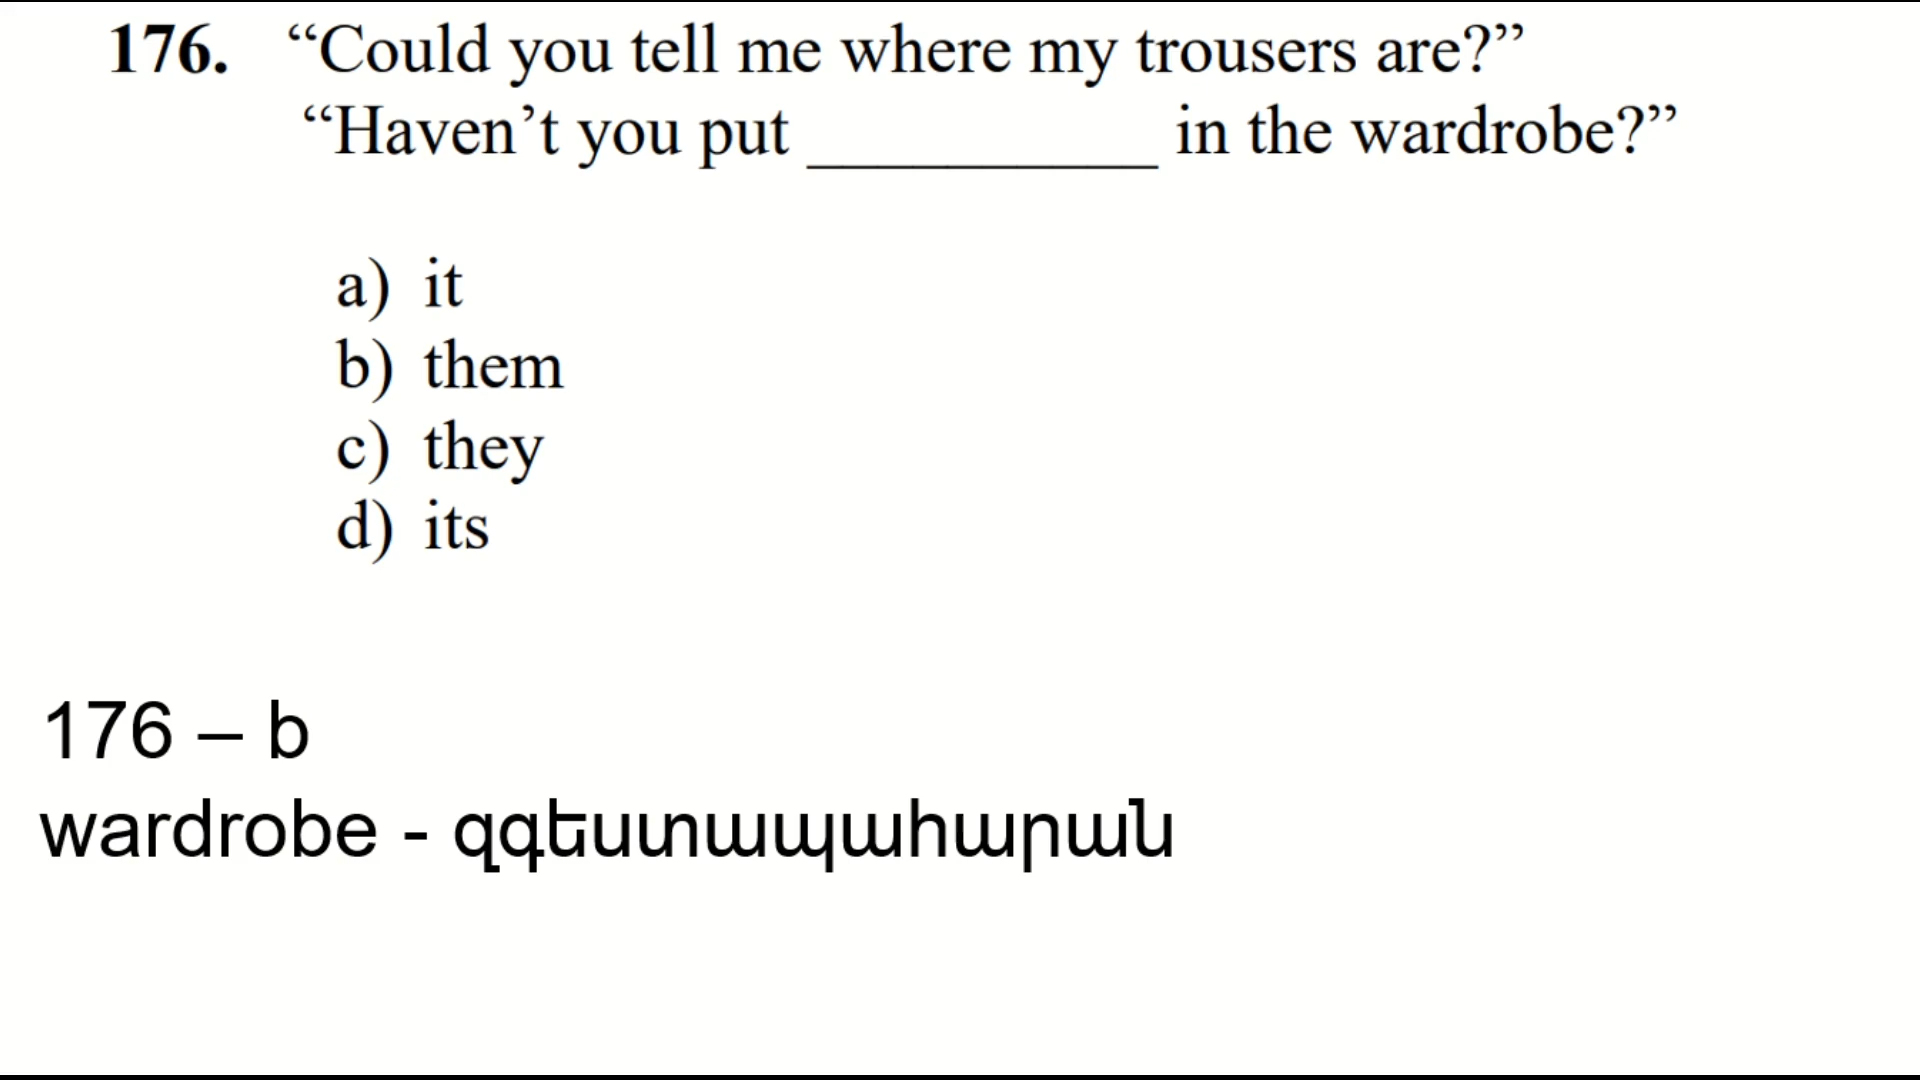 176. “Could you tell me where my trousers are?”
“Haven’t you put __________ in the wardrobe?”
a) it
b) them
c) they
d) its
176 – b
wardrobe - զգեստապահարան